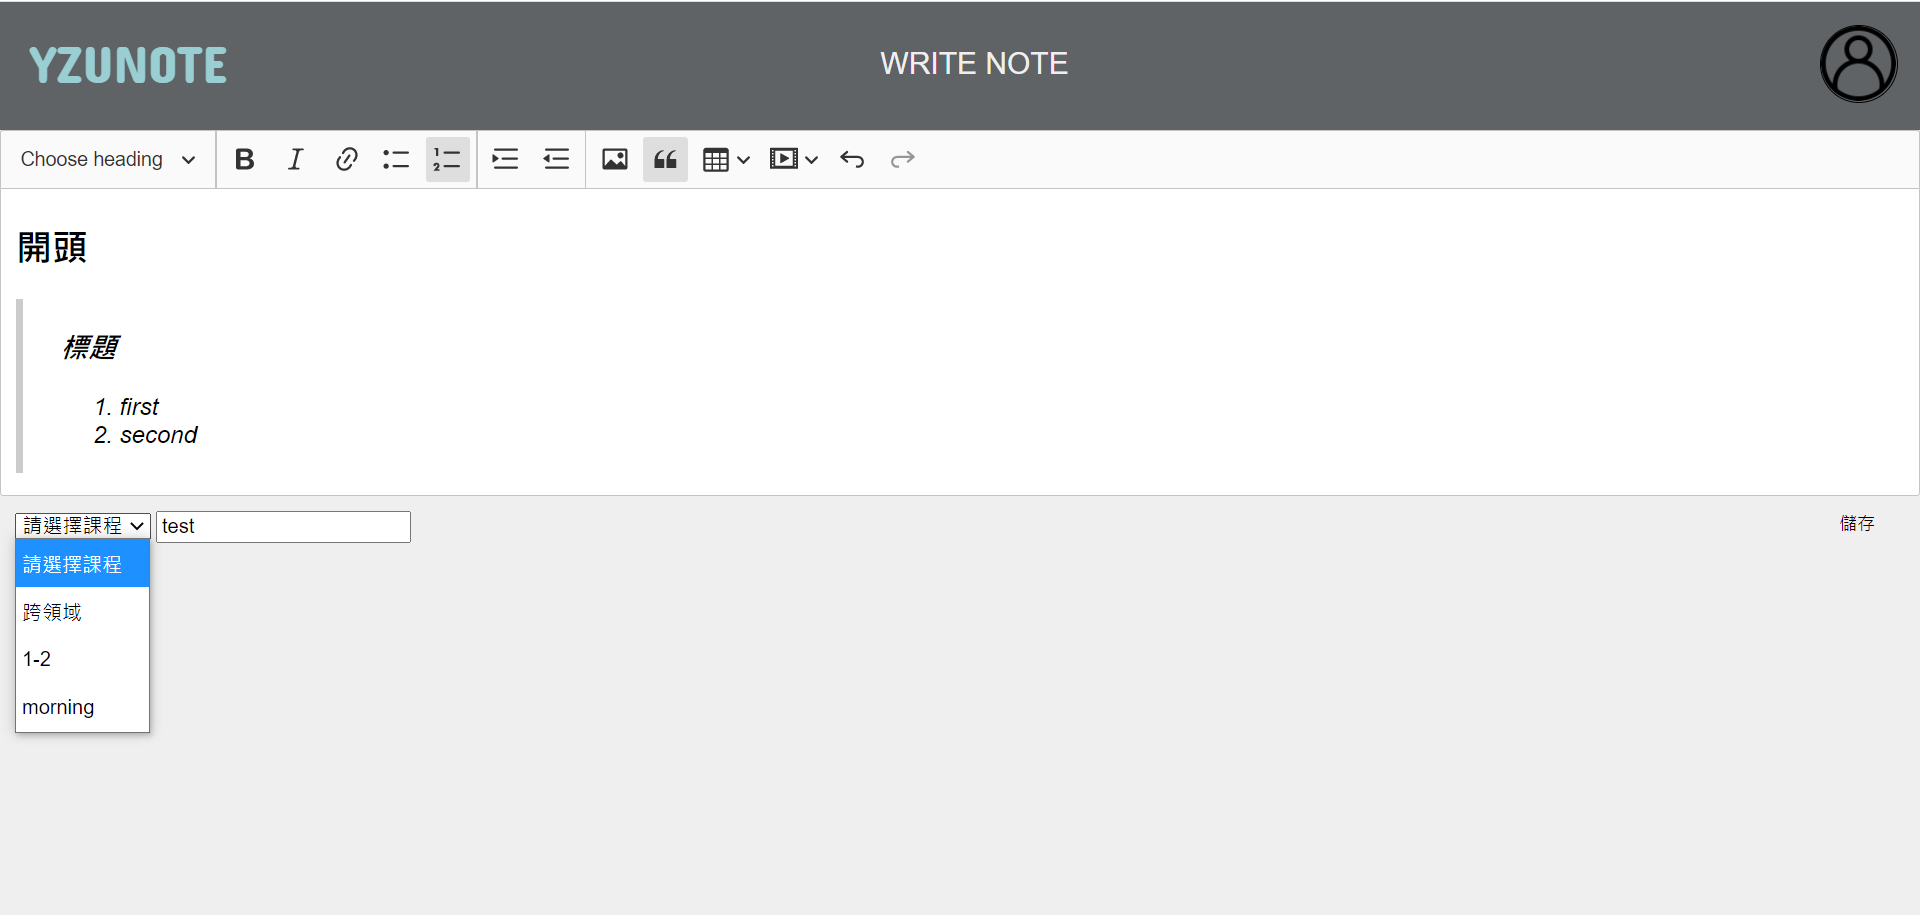 YZUNOTE
WRITE NOTE
Choose heading
開頭
標題
1. first
2. second
請選擇課程
test
儲存
請選擇課程
跨領域
1-2
morning